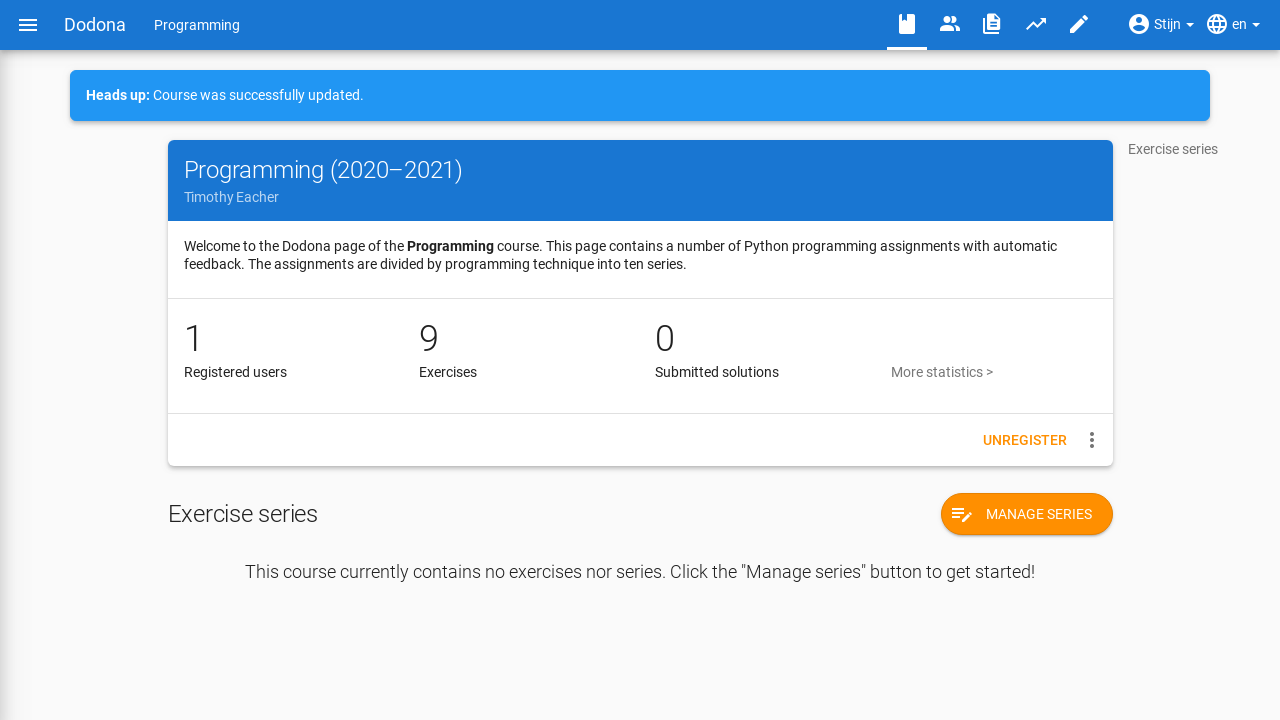 Dodona
Programming
Stijn
en
Heads up: Course was successfully updated.
Programming (2020–2021)
Timothy Eacher
Exercise series
Welcome to the Dodona page of the Programming course. This page contains a number of Python programming assignments with automatic
feedback. The assignments are divided by programming technique into ten series.
1
Registered users
9
Exercises
0
Submitted solutions
More statistics >
UNREGISTER
Exercise series
MANAGE SERIES
This course currently contains no exercises nor series. Click the "Manage series" button to get started!